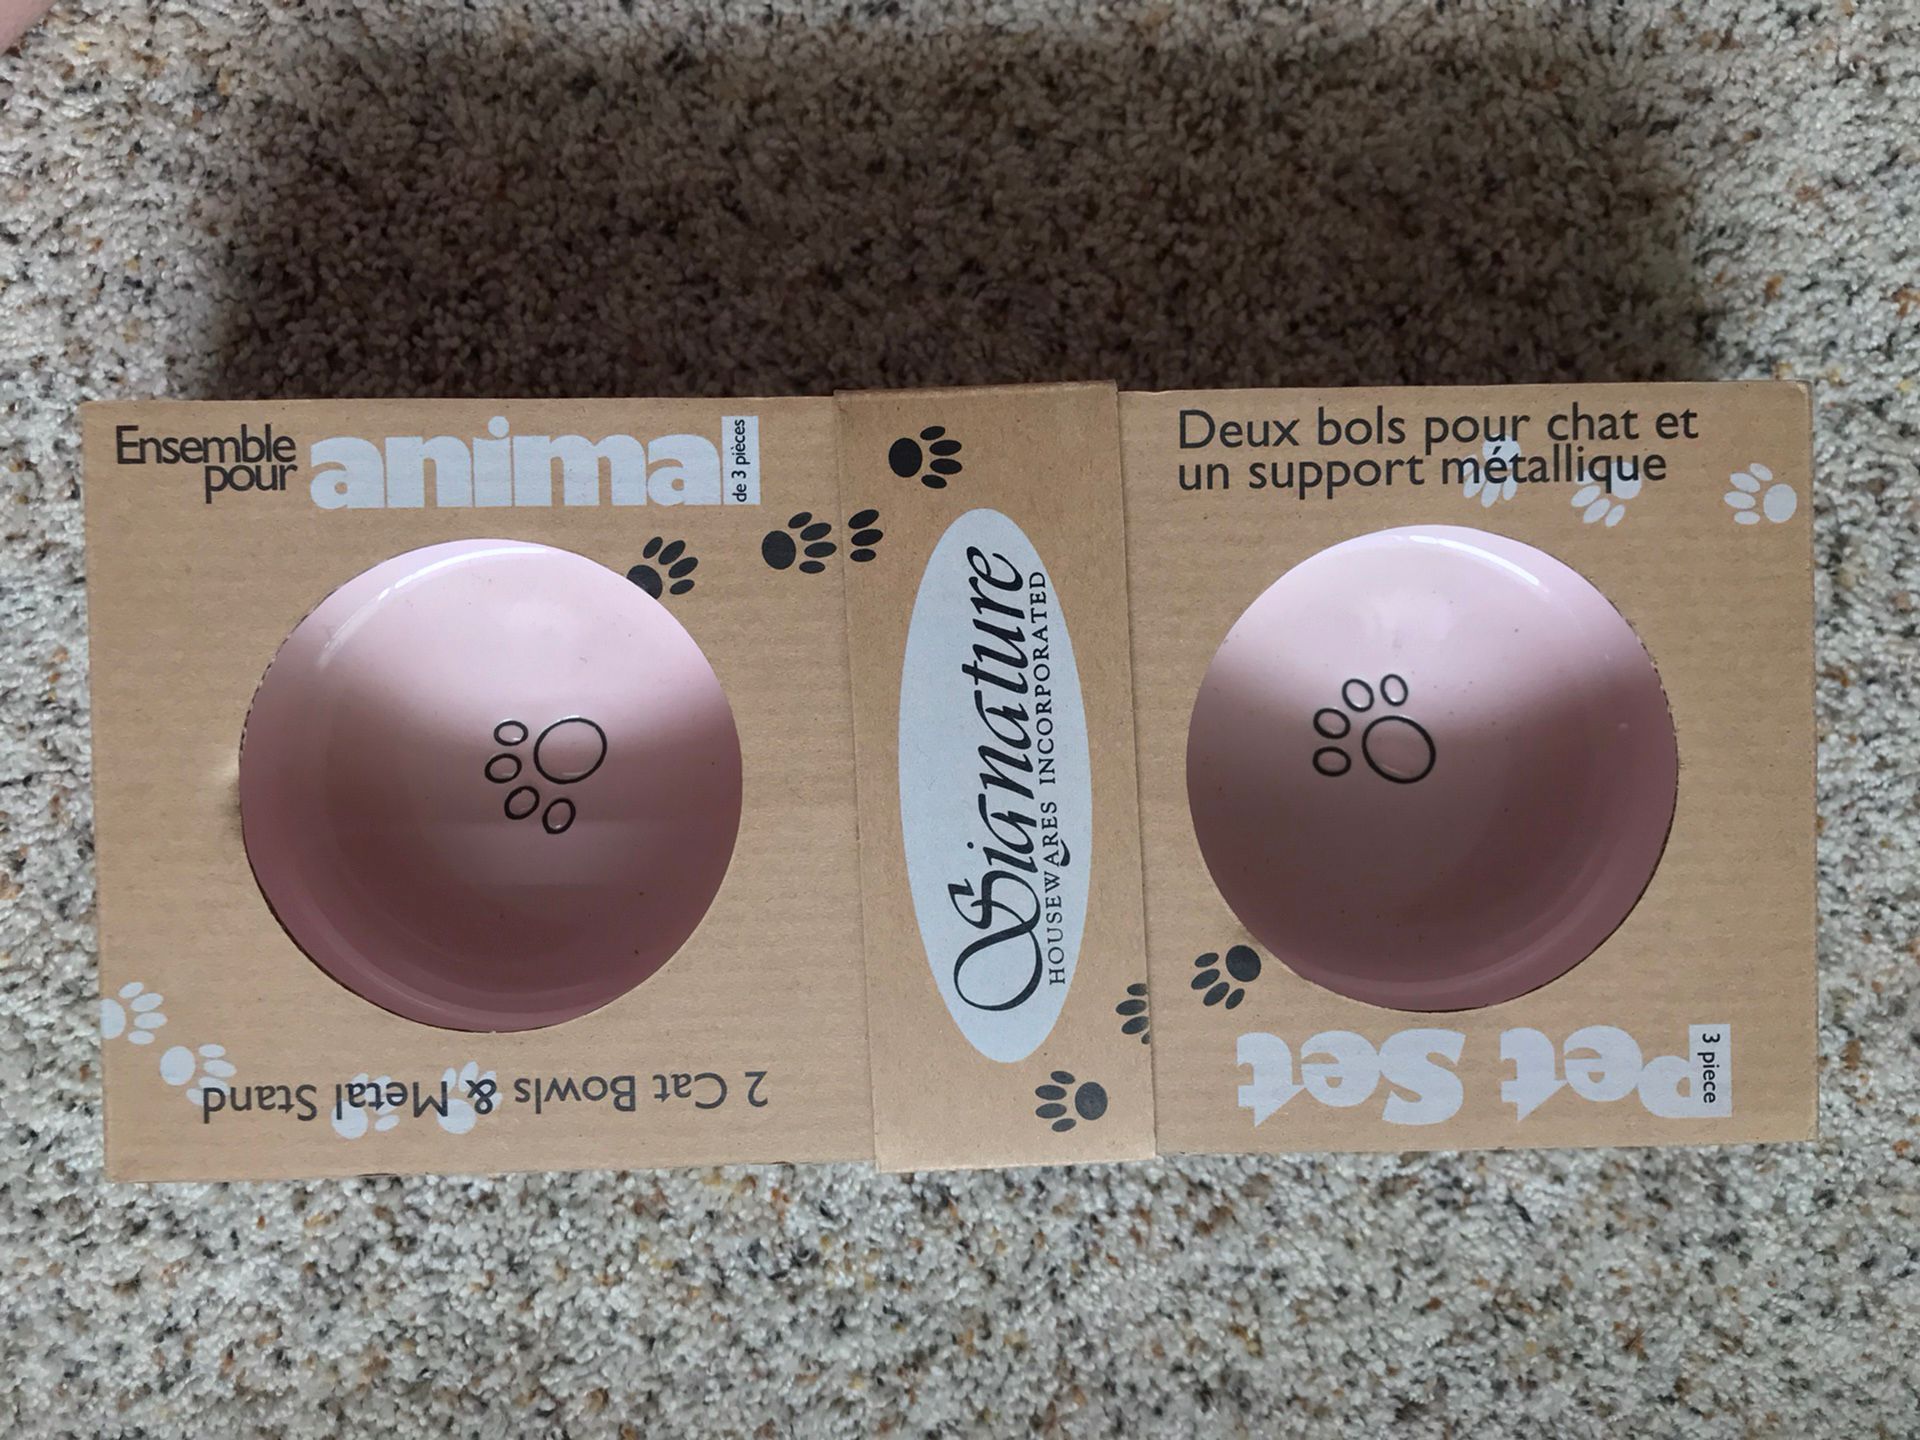 Ensemble
pour
animal
de 3 pièces
Deux bols pour chat et
un support métallique
Signature
HOUSEWARES INCORPORATED
2 Cat Bowls & Metal Stand
3 piece
Pet Set